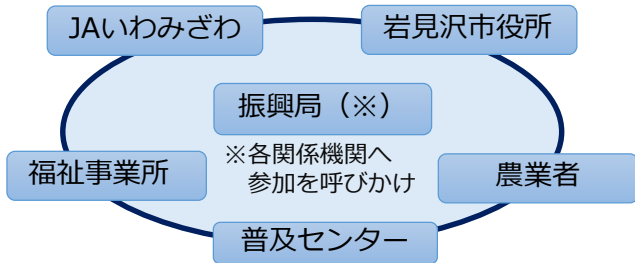 JAいわみざわ
岩見沢市役所
振興局（※）
※各関係機関へ
参加を呼びかけ
福祉事業所
農業者
普及センター